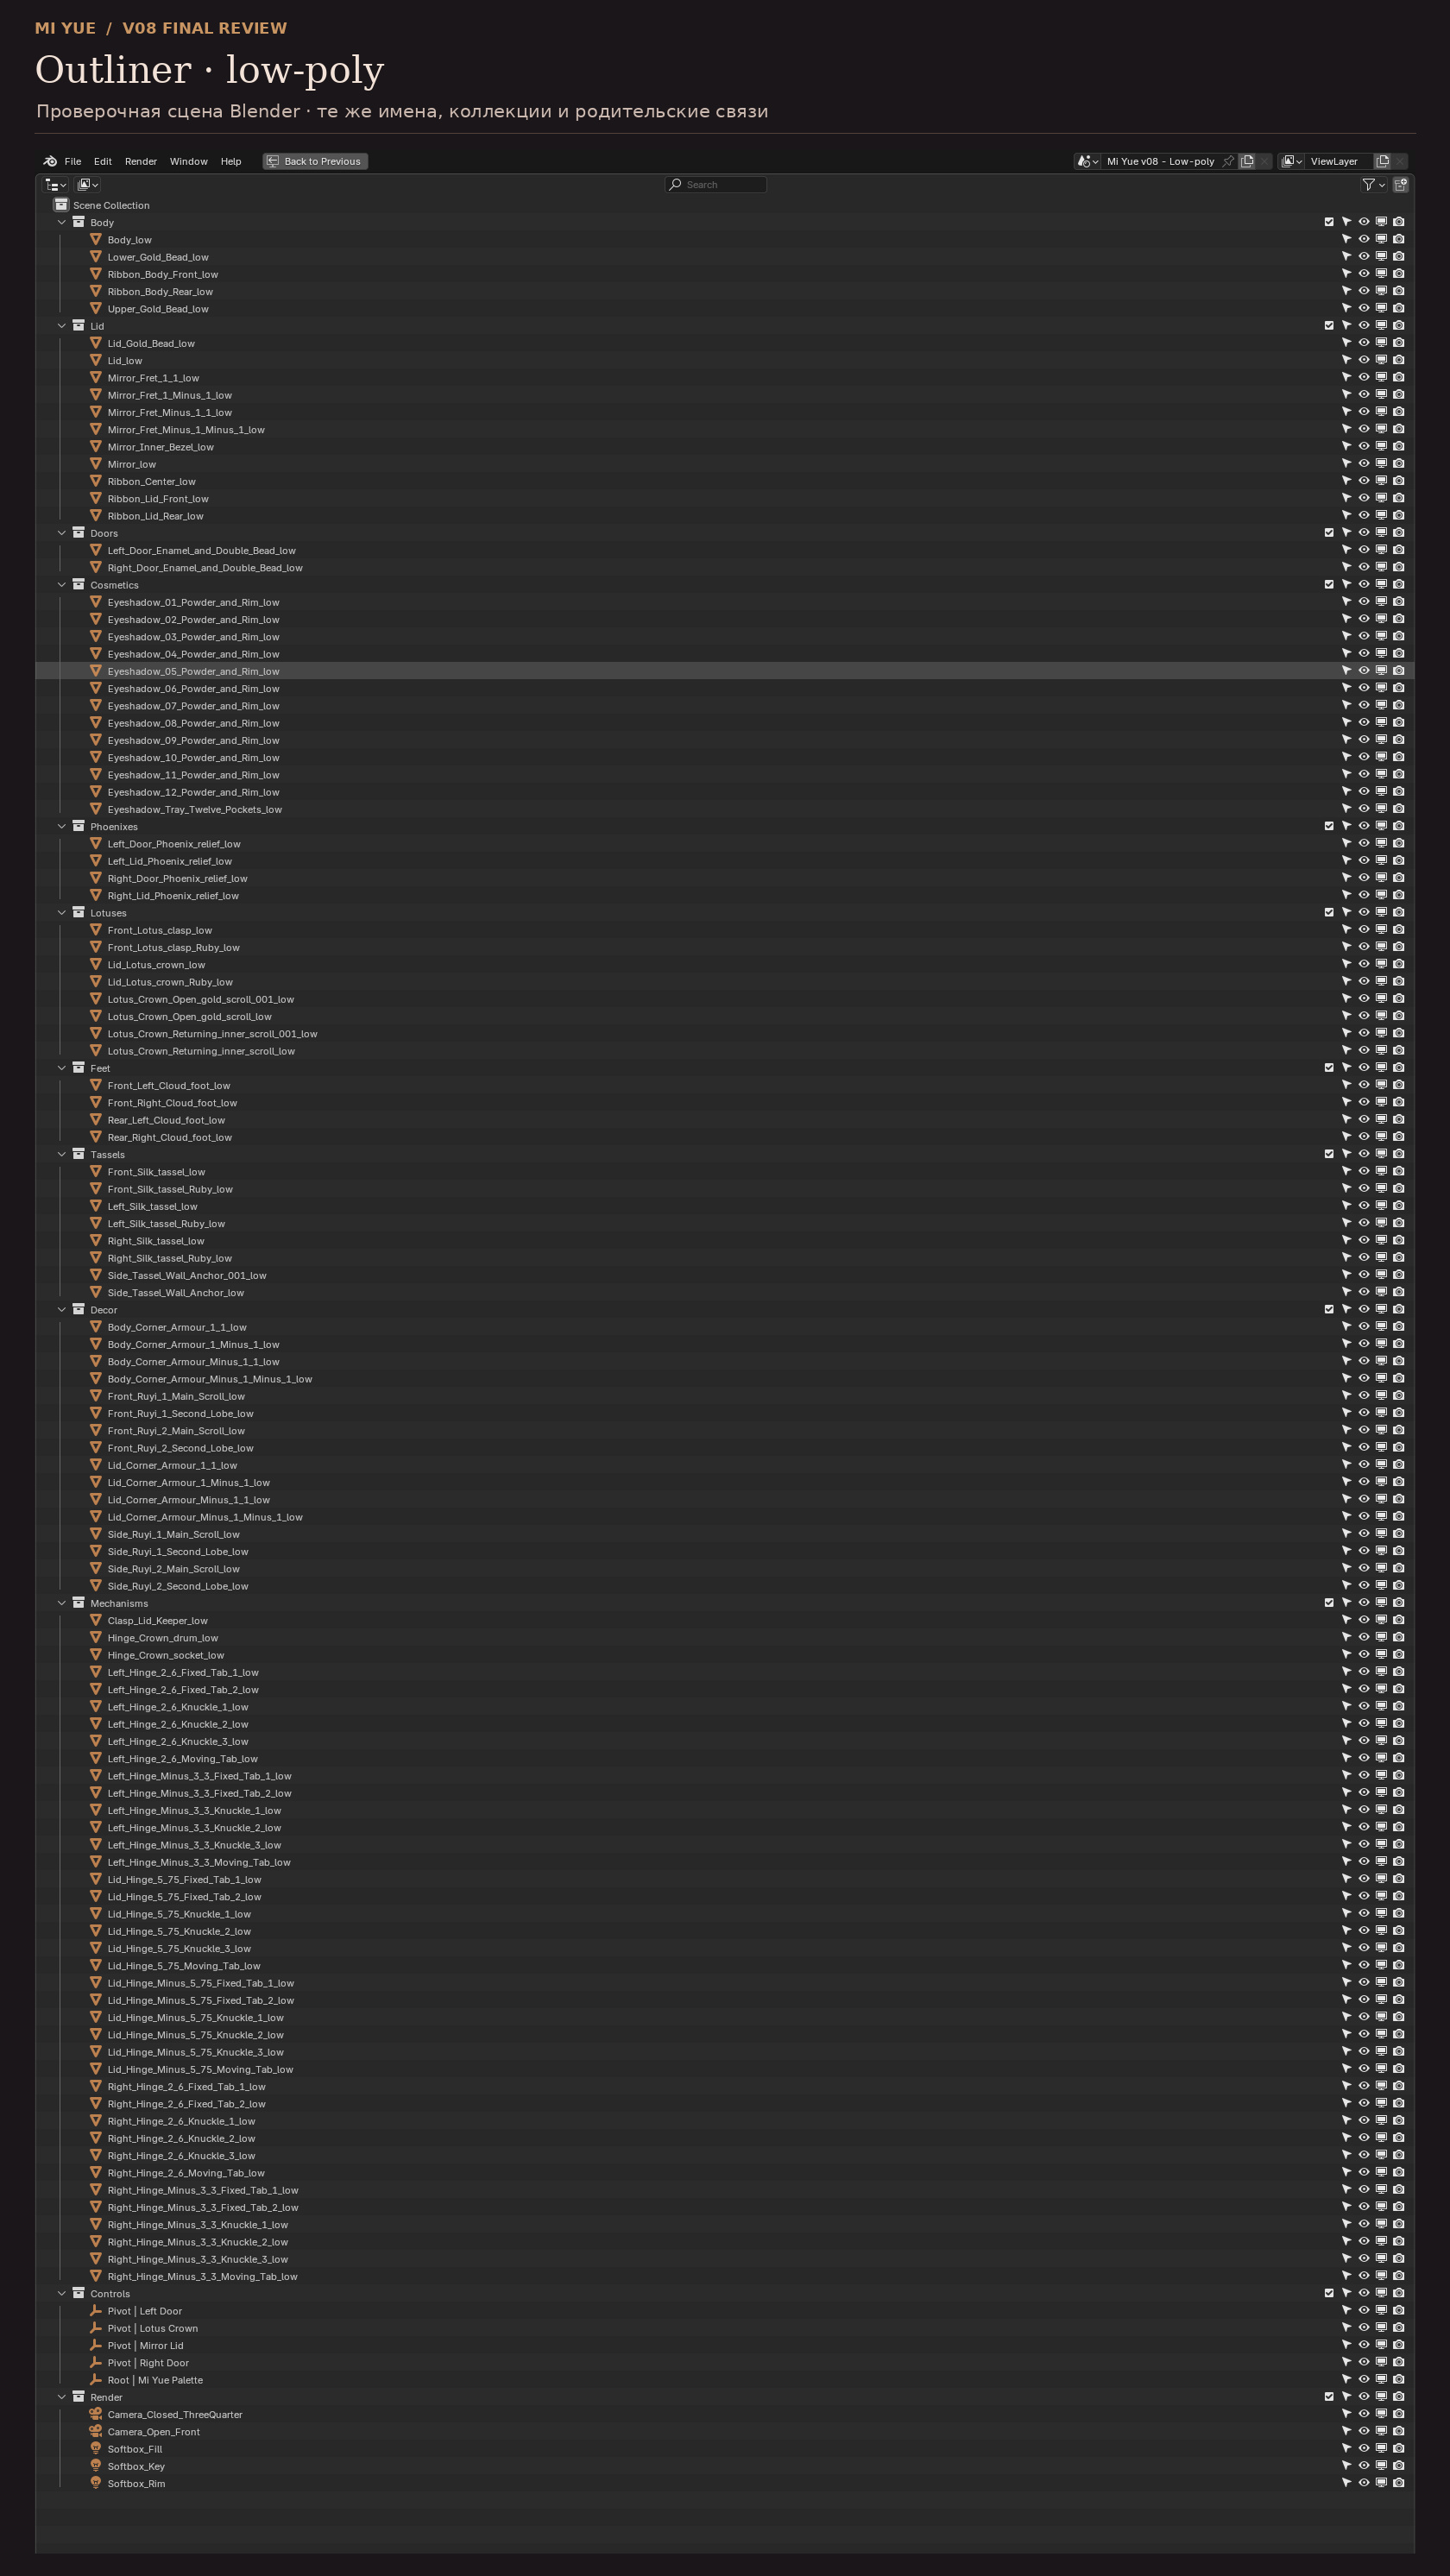 MI YUE / V08 FINAL REVIEW
Outliner · low-poly
Проверочная сцена Blender · те же имена, коллекции и родительские связи
File Edit Render Window Help Back to Previous Mi Yue v08 - Low-poly ViewLayer
Search
Scene Collection
Body
Body_low
Lower_Gold_Bead_low
Ribbon_Body_Front_low
Ribbon_Body_Rear_low
Upper_Gold_Bead_low
Lid
Lid_Gold_Bead_low
Lid_low
Mirror_Fret_1_1_low
Mirror_Fret_1_Minus_1_low
Mirror_Fret_Minus_1_1_low
Mirror_Fret_Minus_1_Minus_1_low
Mirror_Inner_Bezel_low
Mirror_low
Ribbon_Center_low
Ribbon_Lid_Front_low
Ribbon_Lid_Rear_low
Doors
Left_Door_Enamel_and_Double_Bead_low
Right_Door_Enamel_and_Double_Bead_low
Cosmetics
Eyeshadow_01_Powder_and_Rim_low
Eyeshadow_02_Powder_and_Rim_low
Eyeshadow_03_Powder_and_Rim_low
Eyeshadow_04_Powder_and_Rim_low
Eyeshadow_05_Powder_and_Rim_low
Eyeshadow_06_Powder_and_Rim_low
Eyeshadow_07_Powder_and_Rim_low
Eyeshadow_08_Powder_and_Rim_low
Eyeshadow_09_Powder_and_Rim_low
Eyeshadow_10_Powder_and_Rim_low
Eyeshadow_11_Powder_and_Rim_low
Eyeshadow_12_Powder_and_Rim_low
Eyeshadow_Tray_Twelve_Pockets_low
Phoenixes
Left_Door_Phoenix_relief_low
Left_Lid_Phoenix_relief_low
Right_Door_Phoenix_relief_low
Right_Lid_Phoenix_relief_low
Lotuses
Front_Lotus_clasp_low
Front_Lotus_clasp_Ruby_low
Lid_Lotus_crown_low
Lid_Lotus_crown_Ruby_low
Lotus_Crown_Open_gold_scroll_001_low
Lotus_Crown_Open_gold_scroll_low
Lotus_Crown_Returning_inner_scroll_001_low
Lotus_Crown_Returning_inner_scroll_low
Feet
Front_Left_Cloud_foot_low
Front_Right_Cloud_foot_low
Rear_Left_Cloud_foot_low
Rear_Right_Cloud_foot_low
Tassels
Front_Silk_tassel_low
Front_Silk_tassel_Ruby_low
Left_Silk_tassel_low
Left_Silk_tassel_Ruby_low
Right_Silk_tassel_low
Right_Silk_tassel_Ruby_low
Side_Tassel_Wall_Anchor_001_low
Side_Tassel_Wall_Anchor_low
Decor
Body_Corner_Armour_1_1_low
Body_Corner_Armour_1_Minus_1_low
Body_Corner_Armour_Minus_1_1_low
Body_Corner_Armour_Minus_1_Minus_1_low
Front_Ruyi_1_Main_Scroll_low
Front_Ruyi_1_Second_Lobe_low
Front_Ruyi_2_Main_Scroll_low
Front_Ruyi_2_Second_Lobe_low
Lid_Corner_Armour_1_1_low
Lid_Corner_Armour_1_Minus_1_low
Lid_Corner_Armour_Minus_1_1_low
Lid_Corner_Armour_Minus_1_Minus_1_low
Side_Ruyi_1_Main_Scroll_low
Side_Ruyi_1_Second_Lobe_low
Side_Ruyi_2_Main_Scroll_low
Side_Ruyi_2_Second_Lobe_low
Mechanisms
Clasp_Lid_Keeper_low
Hinge_Crown_drum_low
Hinge_Crown_socket_low
Left_Hinge_2_6_Fixed_Tab_1_low
Left_Hinge_2_6_Fixed_Tab_2_low
Left_Hinge_2_6_Knuckle_1_low
Left_Hinge_2_6_Knuckle_2_low
Left_Hinge_2_6_Knuckle_3_low
Left_Hinge_2_6_Moving_Tab_low
Left_Hinge_Minus_3_3_Fixed_Tab_1_low
Left_Hinge_Minus_3_3_Fixed_Tab_2_low
Left_Hinge_Minus_3_3_Knuckle_1_low
Left_Hinge_Minus_3_3_Knuckle_2_low
Left_Hinge_Minus_3_3_Knuckle_3_low
Left_Hinge_Minus_3_3_Moving_Tab_low
Lid_Hinge_5_75_Fixed_Tab_1_low
Lid_Hinge_5_75_Fixed_Tab_2_low
Lid_Hinge_5_75_Knuckle_1_low
Lid_Hinge_5_75_Knuckle_2_low
Lid_Hinge_5_75_Knuckle_3_low
Lid_Hinge_5_75_Moving_Tab_low
Lid_Hinge_Minus_5_75_Fixed_Tab_1_low
Lid_Hinge_Minus_5_75_Fixed_Tab_2_low
Lid_Hinge_Minus_5_75_Knuckle_1_low
Lid_Hinge_Minus_5_75_Knuckle_2_low
Lid_Hinge_Minus_5_75_Knuckle_3_low
Lid_Hinge_Minus_5_75_Moving_Tab_low
Right_Hinge_2_6_Fixed_Tab_1_low
Right_Hinge_2_6_Fixed_Tab_2_low
Right_Hinge_2_6_Knuckle_1_low
Right_Hinge_2_6_Knuckle_2_low
Right_Hinge_2_6_Knuckle_3_low
Right_Hinge_2_6_Moving_Tab_low
Right_Hinge_Minus_3_3_Fixed_Tab_1_low
Right_Hinge_Minus_3_3_Fixed_Tab_2_low
Right_Hinge_Minus_3_3_Knuckle_1_low
Right_Hinge_Minus_3_3_Knuckle_2_low
Right_Hinge_Minus_3_3_Knuckle_3_low
Right_Hinge_Minus_3_3_Moving_Tab_low
Controls
Pivot | Left Door
Pivot | Lotus Crown
Pivot | Mirror Lid
Pivot | Right Door
Root | Mi Yue Palette
Render
Camera_Closed_ThreeQuarter
Camera_Open_Front
Softbox_Fill
Softbox_Key
Softbox_Rim